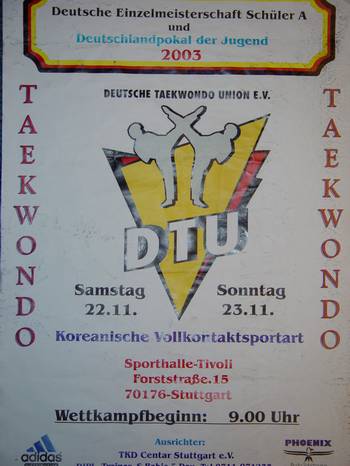 Deutsche Einzelmeisterschaft Schüler A
und
Deutschlandpokal der Jugend
2003
DEUTSCHE TAEKWONDO UNION E.V.
TAEKWONDO
TAEKWONDO
DTU
Samstag Sonntag
22.11. 23.11.
Koreanische Vollkontaktsportart
Sporthalle-Tivoli
Forststraße.15
70176-Stuttgart
Wettkampfbeginn: 9.00 Uhr
Ausrichter:
TKD Centar Stuttgart e.V.
adidas
PHOENIX